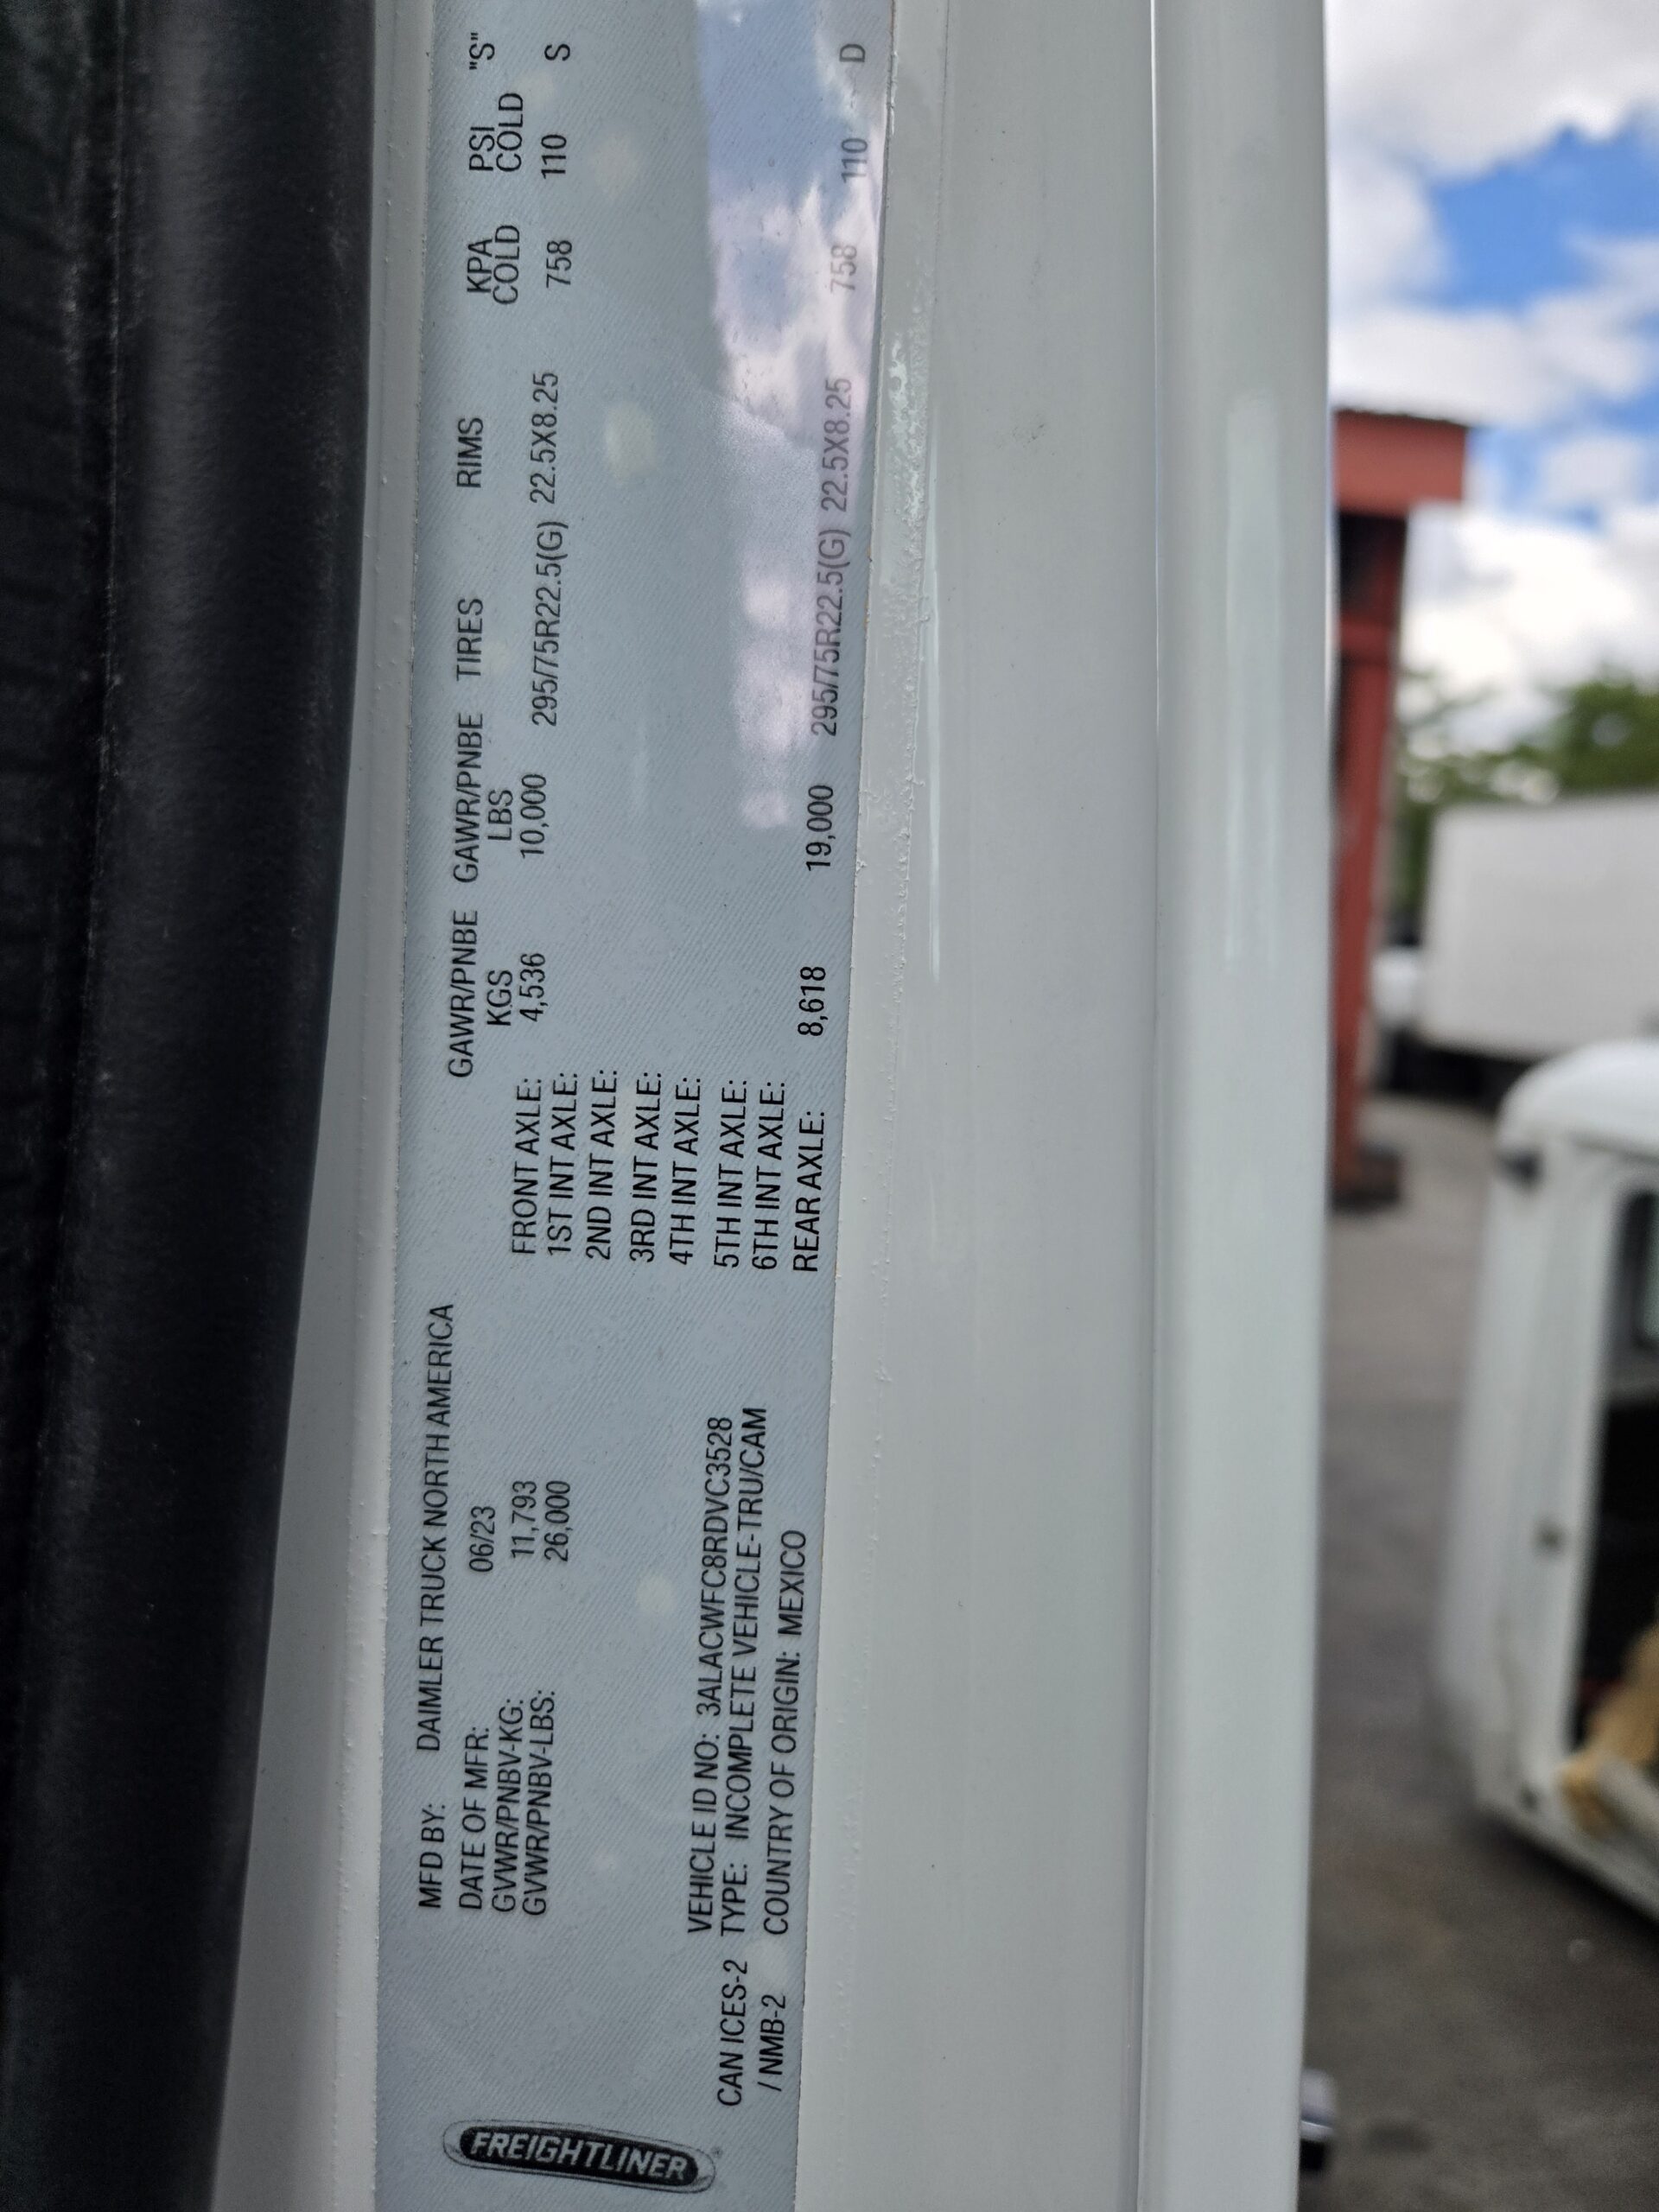 FREIGHTLINER
MFD BY: DAIMLER TRUCK NORTH AMERICA
DATE OF MFR: 06/23
GVWR/PNBV-KG: 11,793
GVWR/PNBV-LBS: 26,000
VEHICLE ID NO: 3ALACWFC8RDVC3528
CAN ICES-2 TYPE: INCOMPLETE VEHICLE-TRU/CAM
/ NMB-2 COUNTRY OF ORIGIN: MEXICO
GAWR/PNBE GAWR/PNBE TIRES RIMS KPA PSI "S"
KGS LBS COLD COLD
FRONT AXLE: 4,536 10,000 295/75R22.5(G) 22.5X8.25 758 110 S
1ST INT AXLE:
2ND INT AXLE:
3RD INT AXLE:
4TH INT AXLE:
5TH INT AXLE:
6TH INT AXLE:
REAR AXLE: 8,618 19,000 295/75R22.5(G) 22.5X8.25 758 110 D